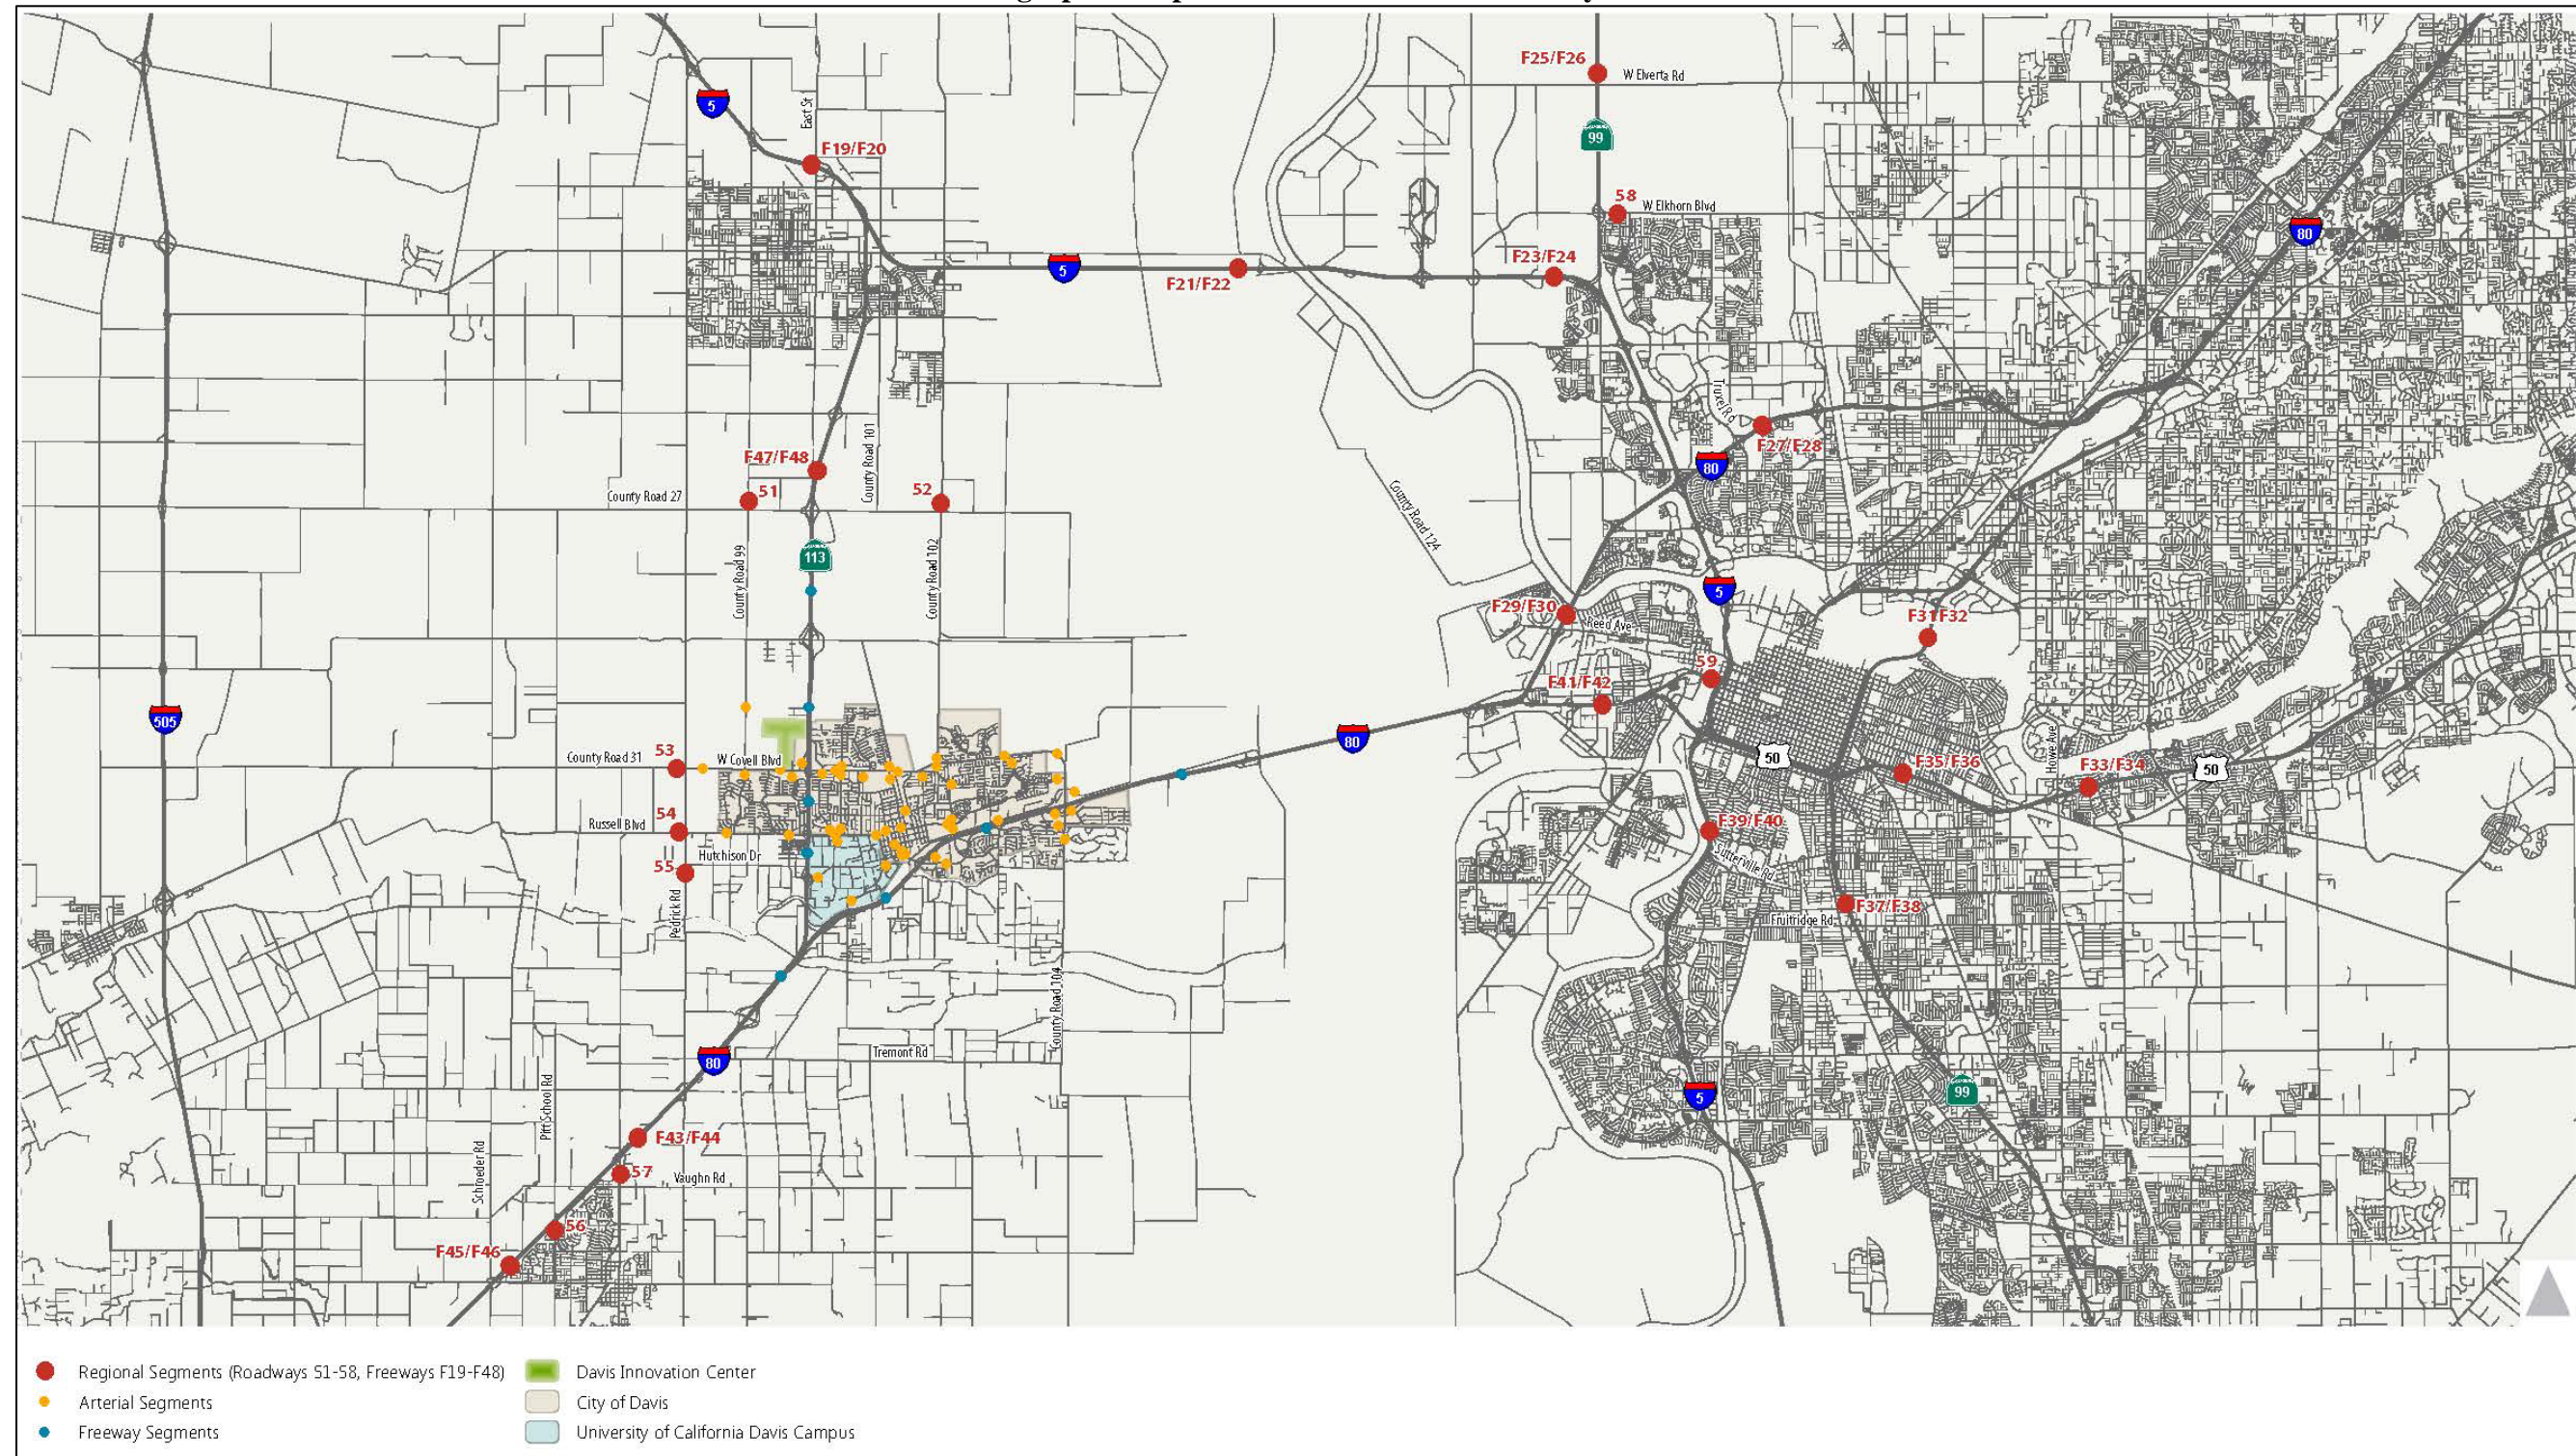 F25/F26
W Elverta Rd
5
East St
99
F19/F20
58
W Elkhorn Blvd
80
F23/F24
5
F21/F22
Truxel Rd
F27/F28
County Road 101
F47/F48
80
51
52
County Road 27
County Road 124
County Road 99
113
County Road 102
5
F29/F30
Reed Ave
F31F32
59
F41/F42
505
80
53
County Road 31
W Covell Blvd
50
Howe Ave
F35/F36
F33/F34
50
54
Russell Blvd
F39/F40
Hutchison Dr
Sutterville Rd
55
Pedrick Rd
F37/F38
Fruitridge Rd
County Road 104
Tremont Rd
80
Pitt School Rd
5
99
F43/F44
Schroeder Rd
57
Vaughn Rd
56
F45/F46
Regional Segments (Roadways 51-58, Freeways F19-F48)
Arterial Segments
Freeway Segments
Davis Innovation Center
City of Davis
University of California Davis Campus